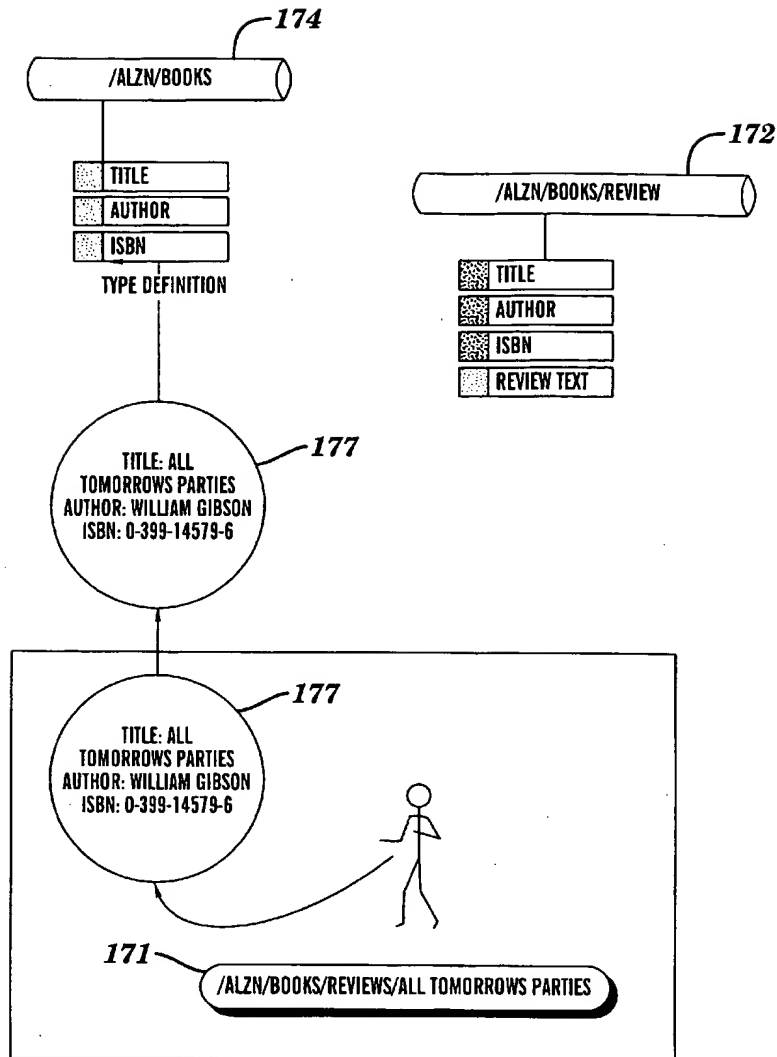 174
/ALZN/BOOKS
172
TITLE
AUTHOR
ISBN
TYPE DEFINITION
/ALZN/BOOKS/REVIEW
TITLE
AUTHOR
ISBN
REVIEW TEXT
177
TITLE: ALL
TOMORROWS PARTIES
AUTHOR: WILLIAM GIBSON
ISBN: 0-399-14579-6
177
TITLE: ALL
TOMORROWS PARTIES
AUTHOR: WILLIAM GIBSON
ISBN: 0-399-14579-6
171
/ALZN/BOOKS/REVIEWS/ALL TOMORROWS PARTIES